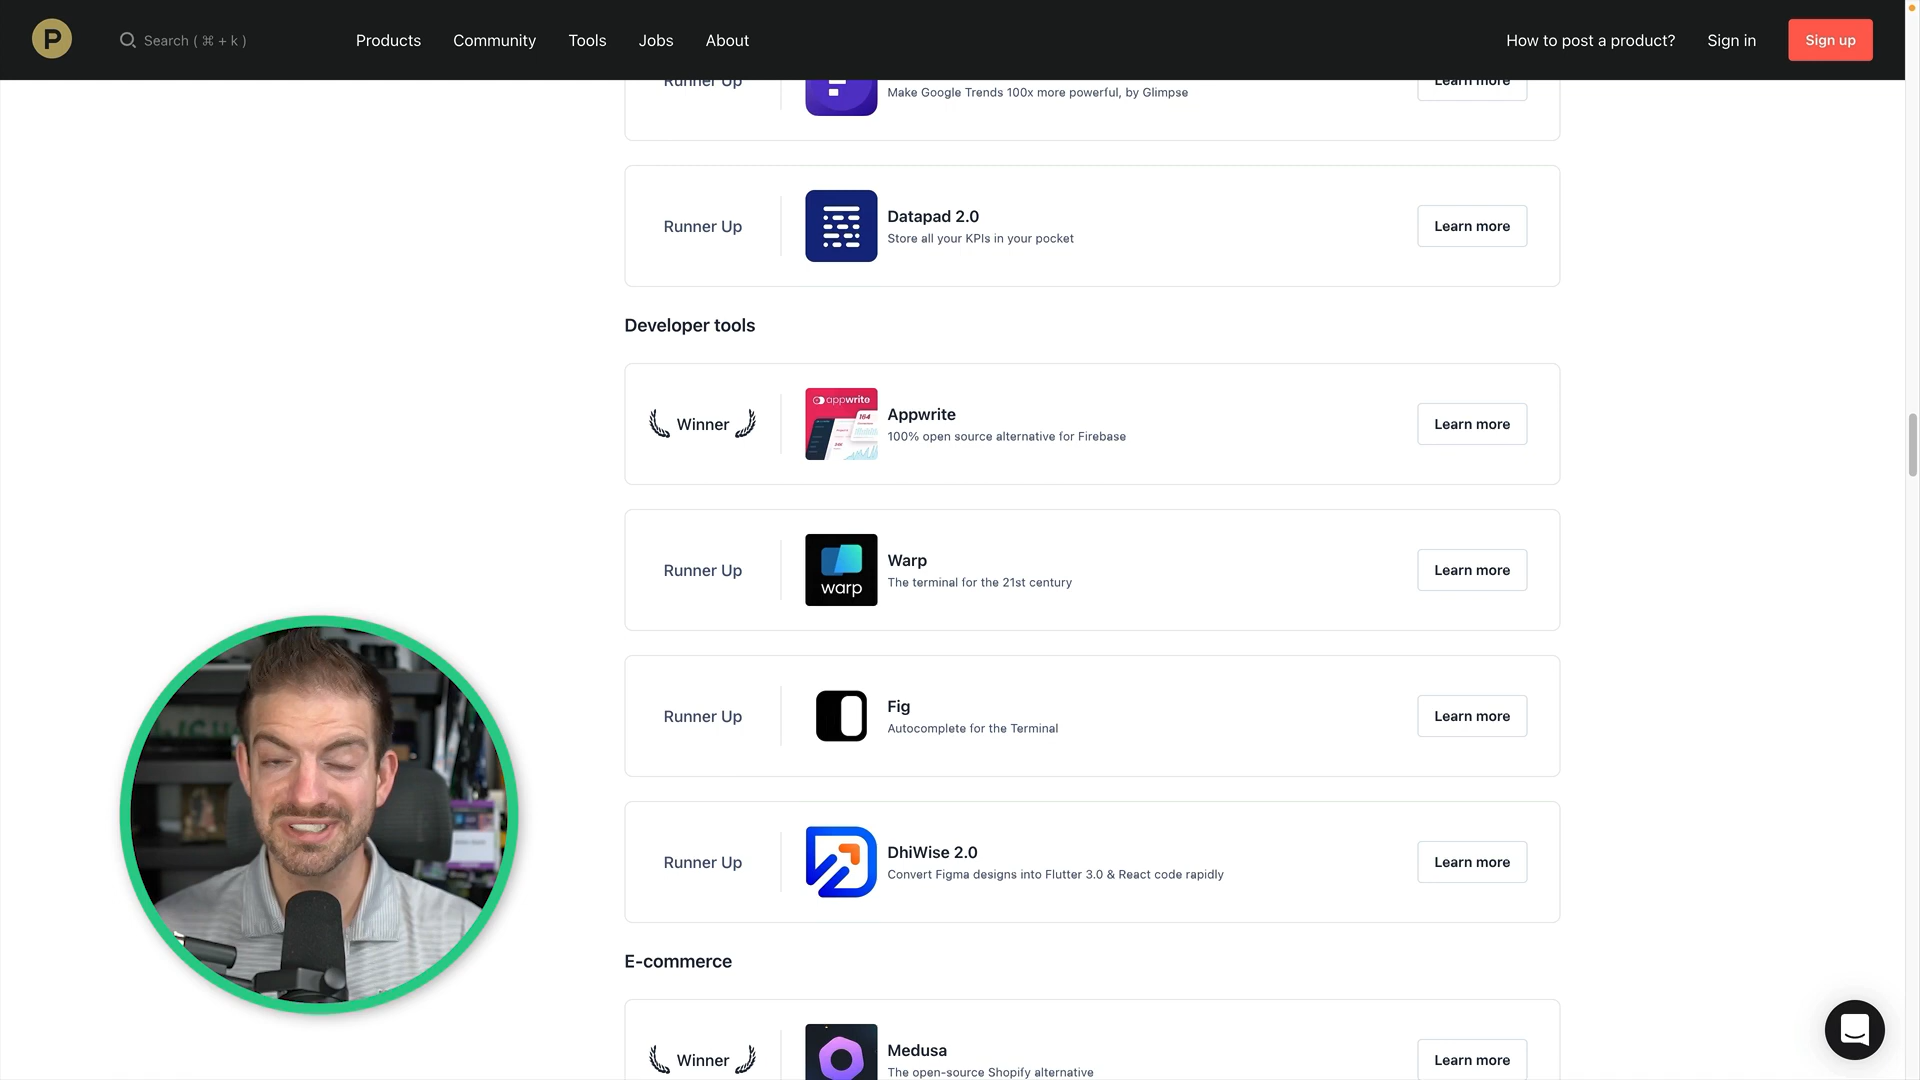 P
Search ( ⌘ + k )
Products
Community
Tools
Jobs
About
How to post a product?
Sign in
Sign up
Runner Up
Make Google Trends 100x more powerful, by Glimpse
Learn more
Runner Up
Datapad 2.0
Store all your KPIs in your pocket
Learn more
Developer tools
Winner
appwrite
164
Appwrite
100% open source alternative for Firebase
Learn more
Runner Up
warp
Warp
The terminal for the 21st century
Learn more
Runner Up
Fig
Autocomplete for the Terminal
Learn more
Runner Up
DhiWise 2.0
Convert Figma designs into Flutter 3.0 & React code rapidly
Learn more
E-commerce
Winner
Medusa
The open-source Shopify alternative
Learn more